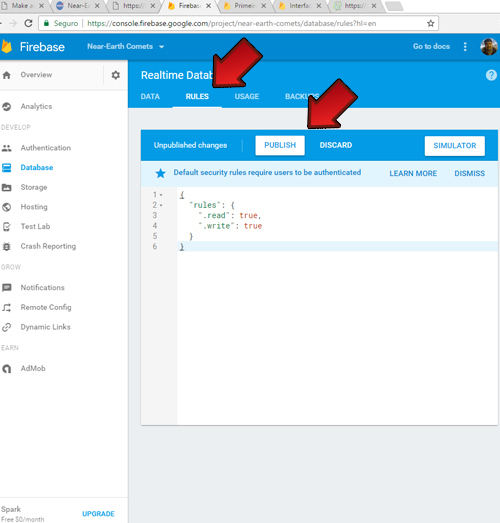 Make a
Near-E
https://
Firebas
Primei
Interfa
https://
Seguro https://console.firebase.google.com/project/near-earth-comets/database/rules?hl=en
Firebase Near-Earth Comets Go to docs
Overview
Realtime Datab
DATA RULES USAGE BACKUPS
Analytics
DEVELOP
Authentication
Database
Storage
Hosting
Test Lab
Crash Reporting
GROW
Notifications
Remote Config
Dynamic Links
EARN
AdMob
Unpublished changes PUBLISH DISCARD SIMULATOR
Default security rules require users to be authenticated LEARN MORE DISMISS
1 {
2 "rules": {
3 ".read": true,
4 ".write": true
5 }
6 }
Spark
Free $0/month UPGRADE